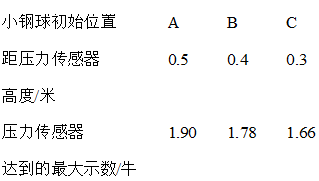 小钢球初始位置 A B C
距压力传感器 0.5 0.4 0.3
高度/米
压力传感器 1.90 1.78 1.66
达到的最大示数/牛